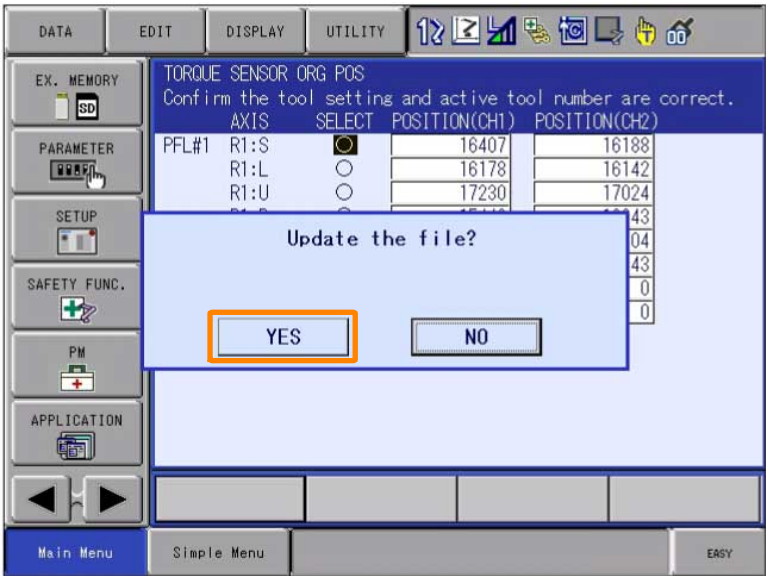 DATA EDIT DISPLAY UTILITY
EX. MEMORY
SD
PARAMETER
SETUP
SAFETY FUNC.
PM
APPLICATION
TORQUE SENSOR ORG POS
Confirm the tool setting and active tool number are correct.
AXIS SELECT POSITION(CH1) POSITION(CH2)
PFL#1 R1:S 16407 16188
R1:L 16178 16142
R1:U 17230 17024
43
04
43
0
0
Update the file?
YES NO
Main Menu Simple Menu EASY